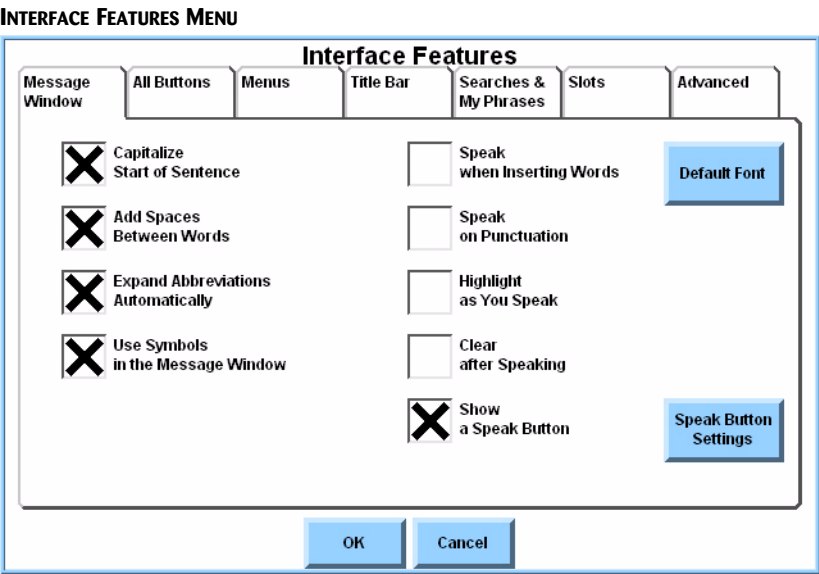 INTERFACE FEATURES MENU
Interface Features
Message
Window
All Buttons
Menus
Title Bar
Searches &
My Phrases
Slots
Advanced
Capitalize
Start of Sentence
Add Spaces
Between Words
Expand Abbreviations
Automatically
Use Symbols
in the Message Window
Speak
when Inserting Words
Speak
on Punctuation
Highlight
as You Speak
Clear
after Speaking
Show
a Speak Button
Default Font
Speak Button
Settings
OK
Cancel